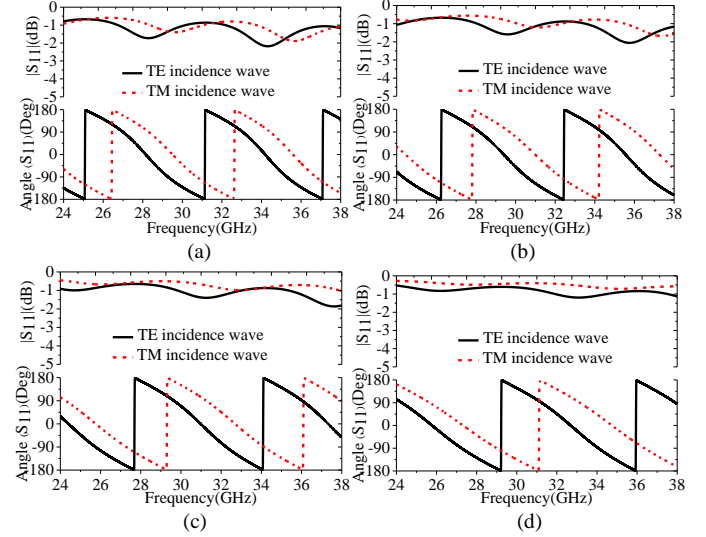 |S11|(dB)
0
-1
-2
-3
-4
-5
TE incidence wave
TM incidence wave
Angle (S11)(Deg)
180
90
0
-90
180
24 26 28 30 32 34 36 38
Frequency(GHz)
(a)
|S11|(dB)
0
-1
-2
-3
-4
-5
TE incidence wave
TM incidence wave
Angle (S11)(Deg)
180
90
0
-90
180
24 26 28 30 32 34 36 38
Frequency(GHz)
(b)
|S11|(dB)
0
-1
-2
-3
-4
-5
TE incidence wave
TM incidence wave
Angle (S11)(Deg)
180
90
0
-90
180
24 26 28 30 32 34 36 38
Frequency(GHz)
(c)
|S11|(dB)
0
-1
-2
-3
-4
-5
TE incidence wave
TM incidence wave
Angle (S11)(Deg)
180
90
0
-90
180
24 26 28 30 32 34 36 38
Frequency(GHz)
(d)